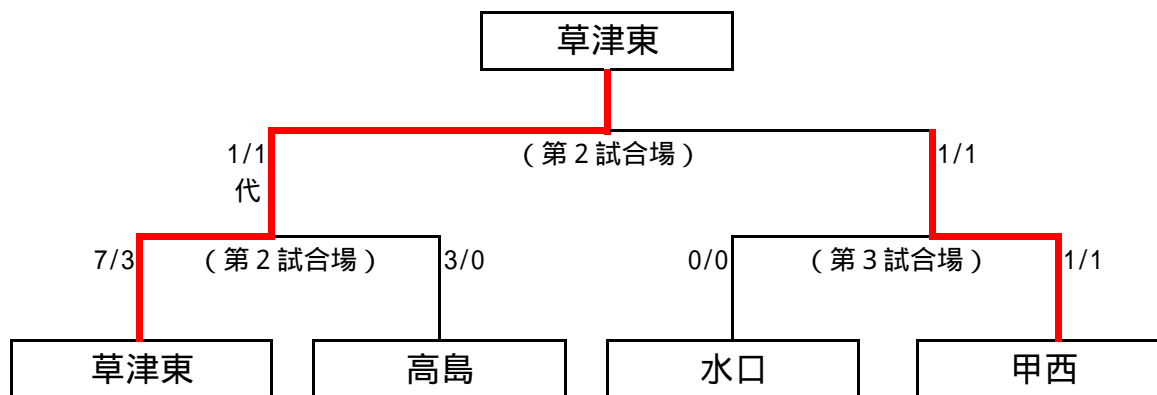 草津東
1/1 （第２試合場） 1/1
代
7/3 （第２試合場） 3/0 0/0 （第３試合場） 1/1
草津東 高島 水口 甲西